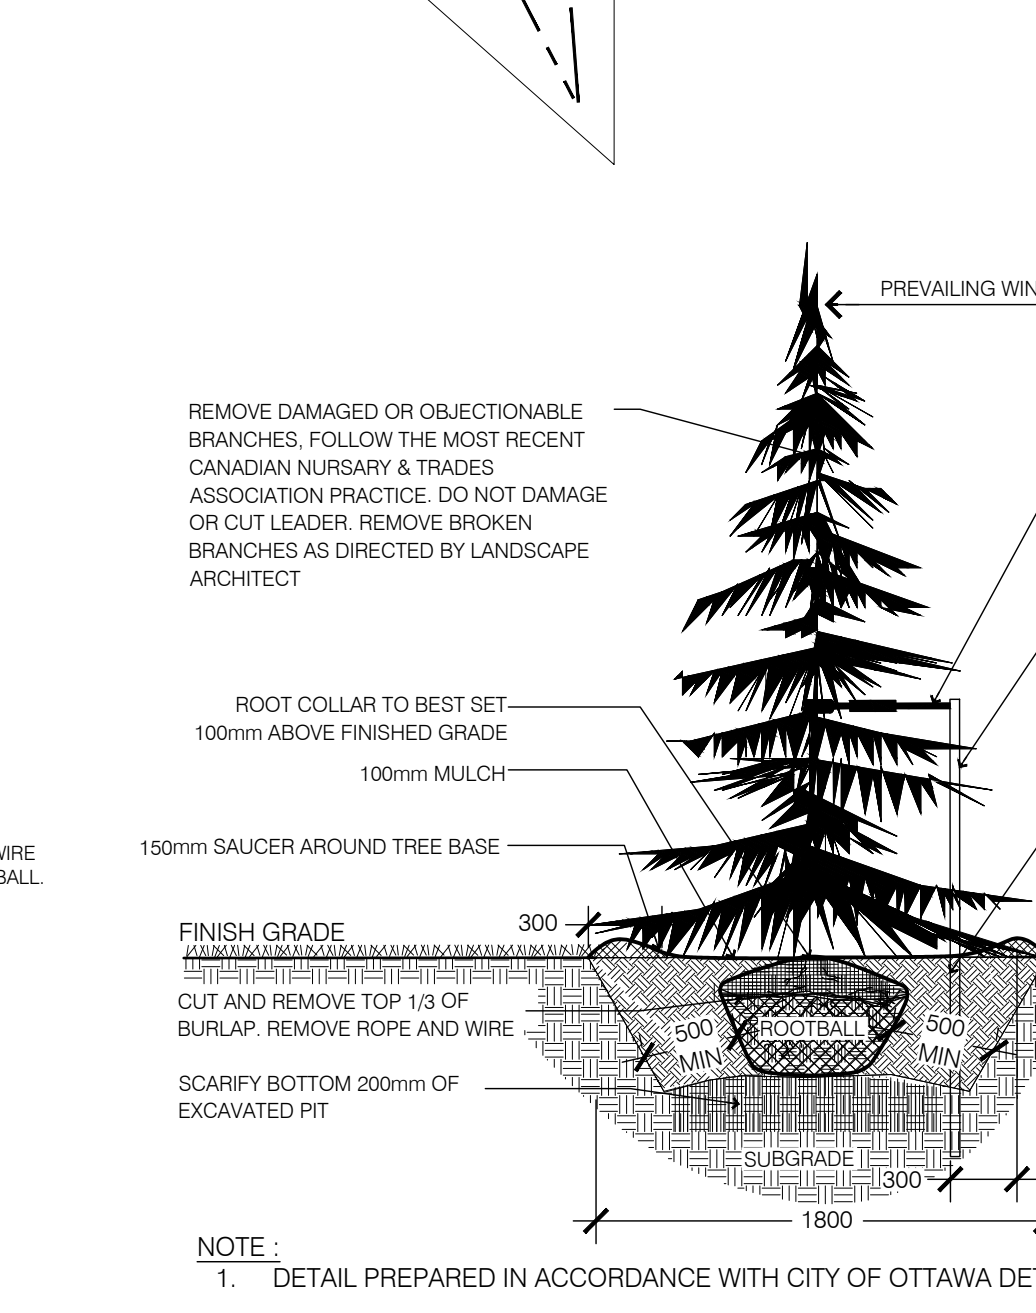 PREVAILING WIN
REMOVE DAMAGED OR OBJECTIONABLE
BRANCHES, FOLLOW THE MOST RECENT
CANADIAN NURSARY & TRADES
ASSOCIATION PRACTICE. DO NOT DAMAGE
OR CUT LEADER. REMOVE BROKEN
BRANCHES AS DIRECTED BY LANDSCAPE
ARCHITECT
ROOT COLLAR TO BEST SET
100mm ABOVE FINISHED GRADE
100mm MULCH
150mm SAUCER AROUND TREE BASE
WIRE
BALL.
300
FINISH GRADE
CUT AND REMOVE TOP 1/3 OF
BURLAP. REMOVE ROPE AND WIRE
500
MIN
ROOTBALL
500
MIN
SCARIFY BOTTOM 200mm OF
EXCAVATED PIT
SUBGRADE
300
1800
NOTE :
1. DETAIL PREPARED IN ACCORDANCE WITH CITY OF OTTAWA DET